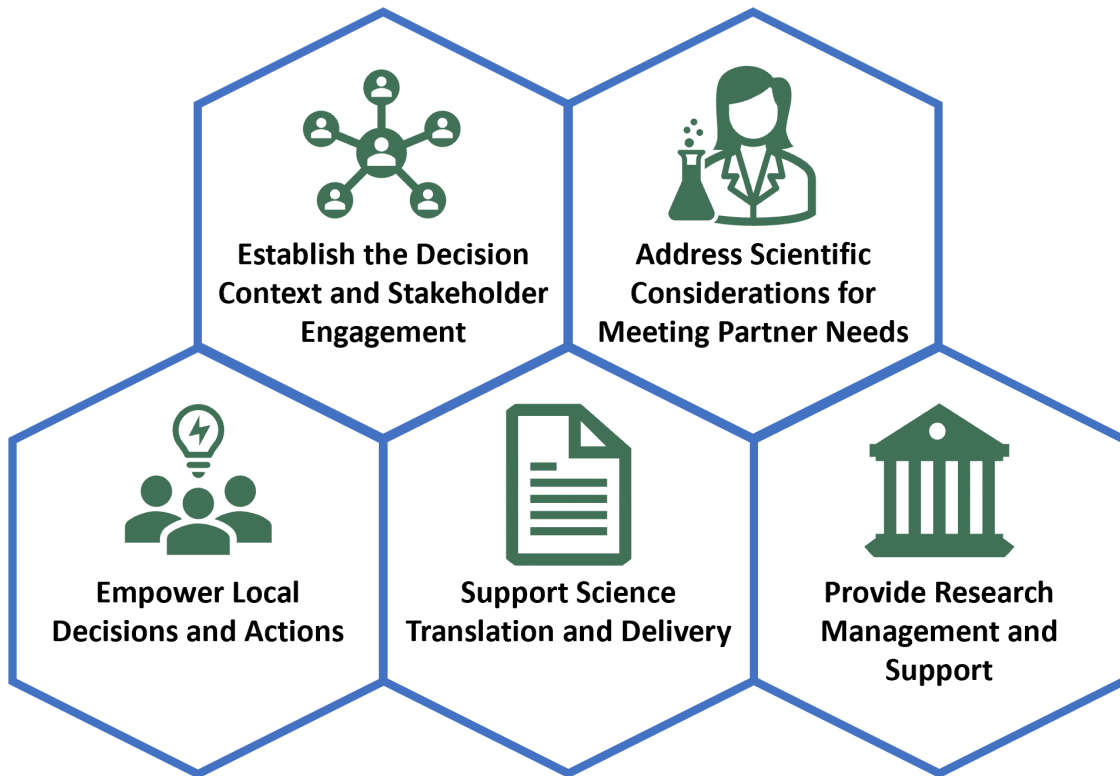 Establish the Decision
Context and Stakeholder
Engagement
Address Scientific
Considerations for
Meeting Partner Needs
Empower Local
Decisions and Actions
Support Science
Translation and Delivery
Provide Research
Management and
Support